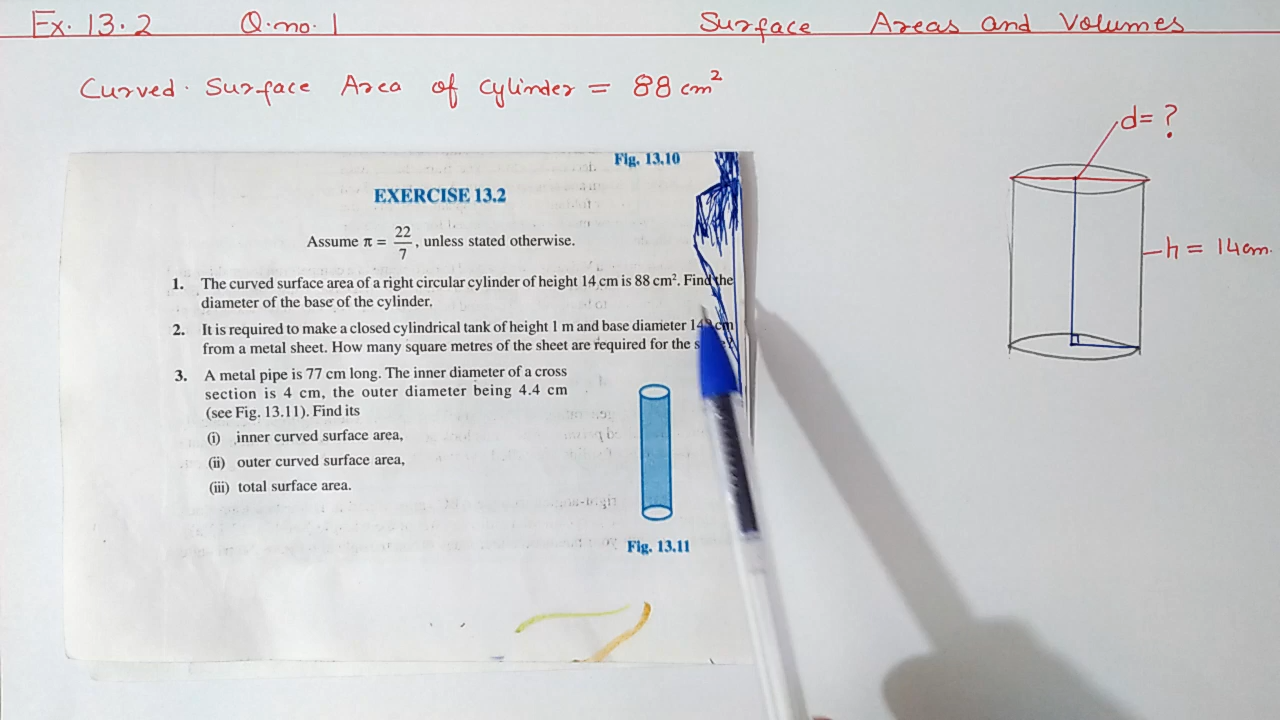 Ex. 13.2 Q.no. 1 Surface Areas and Volumes
Curved Surface Area of Cylinder = 88 cm²
d = ?
h = 14cm.
Fig. 13.10
EXERCISE 13.2
Assume π = 22/7, unless stated otherwise.
1. The curved surface area of a right circular cylinder of height 14 cm is 88 cm². Find the
diameter of the base of the cylinder.
2. It is required to make a closed cylindrical tank of height 1 m and base diameter cm
from a metal sheet. How many square metres of the sheet are required for the
3. A metal pipe is 77 cm long. The inner diameter of a cross
section is 4 cm, the outer diameter being 4.4 cm
(see Fig. 13.11). Find its
(i) inner curved surface area,
(ii) outer curved surface area,
(iii) total surface area.
Fig. 13.11